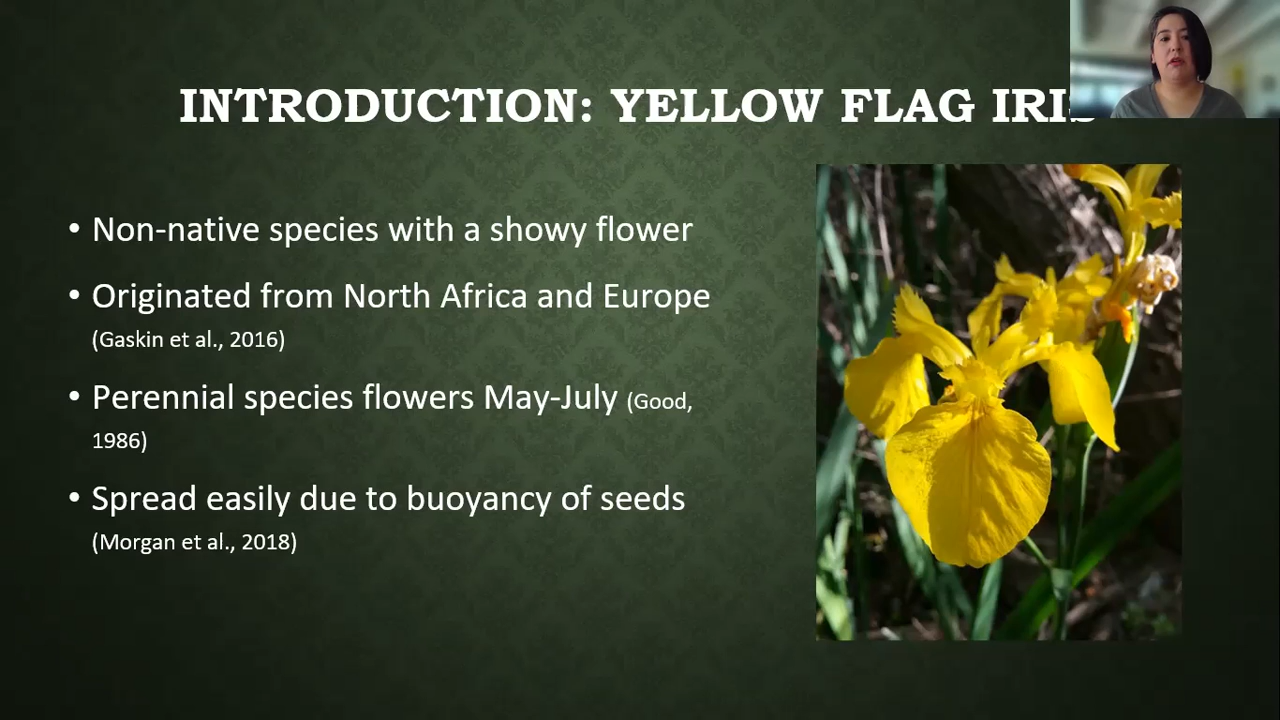 INTRODUCTION: YELLOW FLAG IRIS
• Non-native species with a showy flower
• Originated from North Africa and Europe
(Gaskin et al., 2016)
• Perennial species flowers May-July (Good,
1986)
• Spread easily due to buoyancy of seeds
(Morgan et al., 2018)